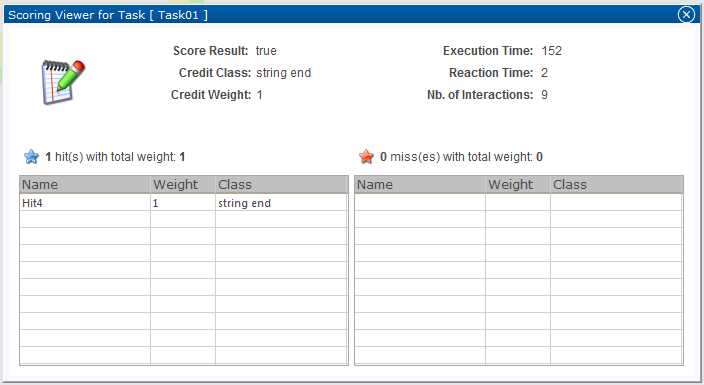 Scoring Viewer for Task [ Task01 ]
Score Result: true
Execution Time: 152
Credit Class: string end
Reaction Time: 2
Credit Weight: 1
Nb. of Interactions: 9
1 hit(s) with total weight: 1
0 miss(es) with total weight: 0
Name Weight Class
Name Weight Class
Hit4 1 string end